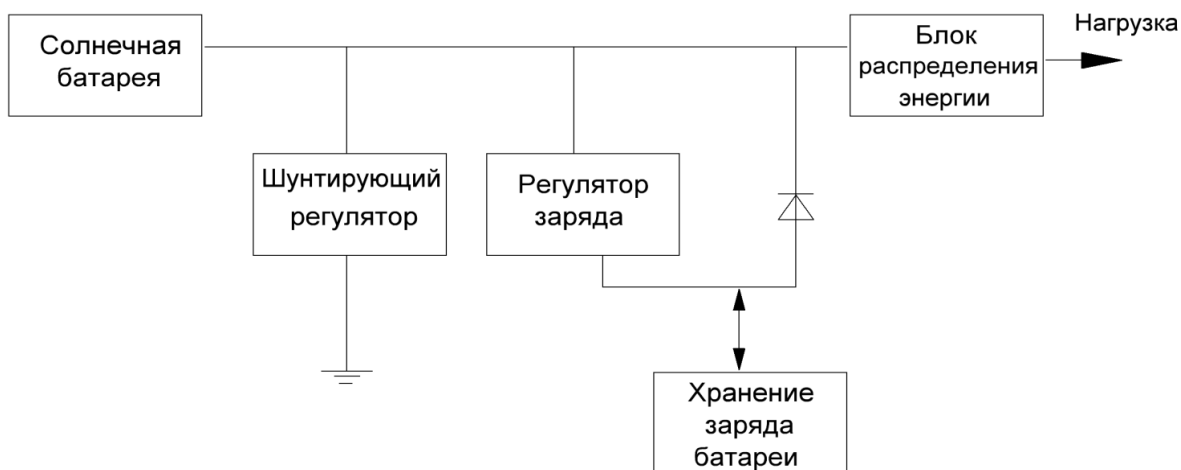 Солнечная
батарея
Блок
распределения
энергии
Нагрузка
Шунтирующий
регулятор
Регулятор
заряда
Хранение
заряда
батареи